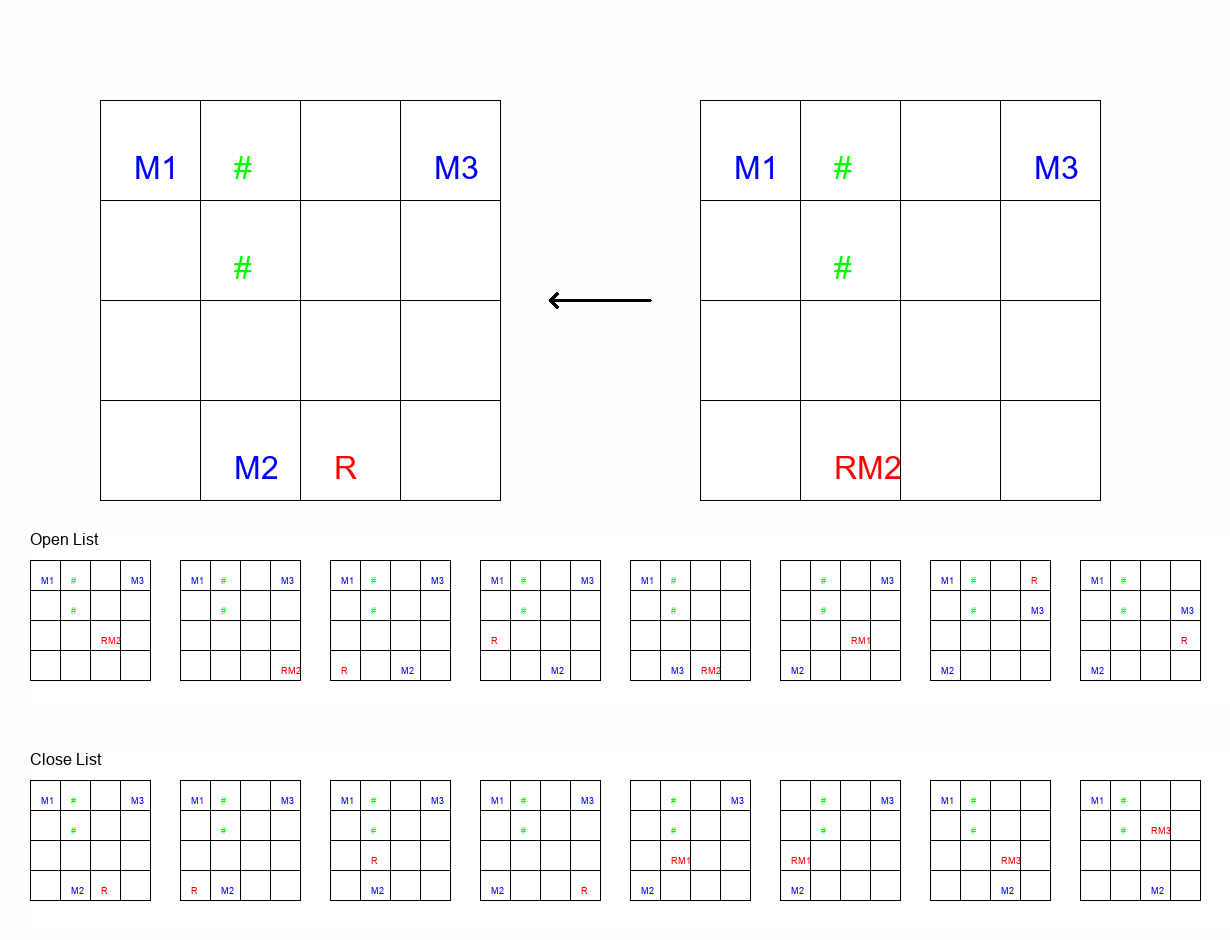 M1 # M3 M1 # M3
# #
M2 R RM2
Open List
M1 # M3 M1 # M3 M1 # M3 M1 # M3 M1 # # M3 M1 # R M1 #
# # # # # # # M3 # M3
RM2 R RM1 R
RM2 R M2 M2 M3 RM2 M2 M2 M2
Close List
M1 # M3 M1 # M3 M1 # M3 M1 # M3 # M3 # M3 M1 # M1 #
# # # # # # # # RM3
R RM1 RM1 RM3
M2 R R M2 M2 M2 R M2 M2 M2 M2